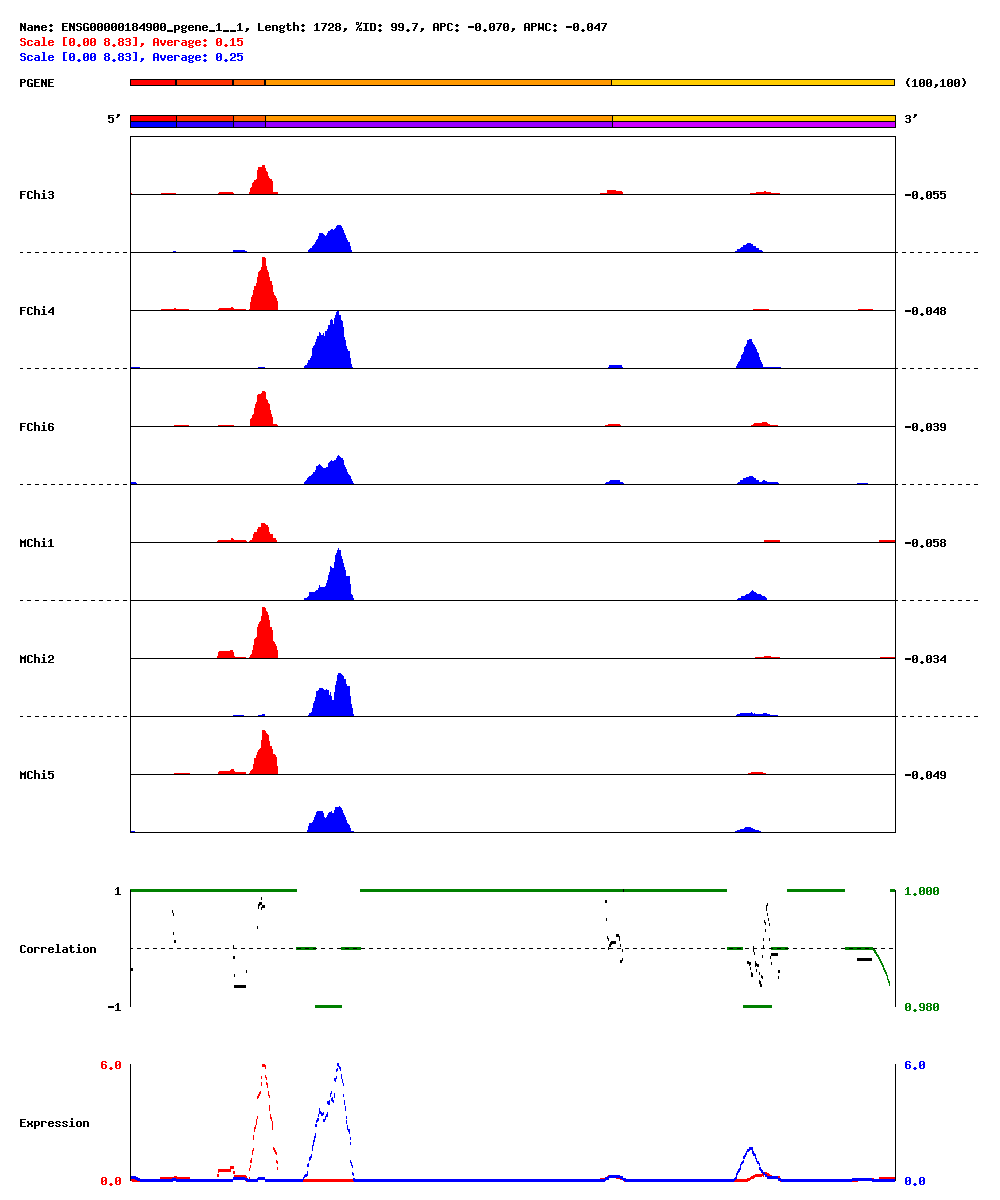 Name: ENSG00000184900_pgene_1__1, Length: 1728, %ID: 99.7, APC: -0.070, APWC: -0.047
Scale [0.00 8.83], Average: 0.15
Scale [0.00 8.83], Average: 0.25
PGENE (100,100)
5' 3'
FChi3 -0.055
FChi4 -0.048
FChi6 -0.039
MChi1 -0.058
MChi2 -0.034
MChi5 -0.049
1 1.000
Correlation
-1 0.980
6.0 6.0
Expression
0.0 0.0